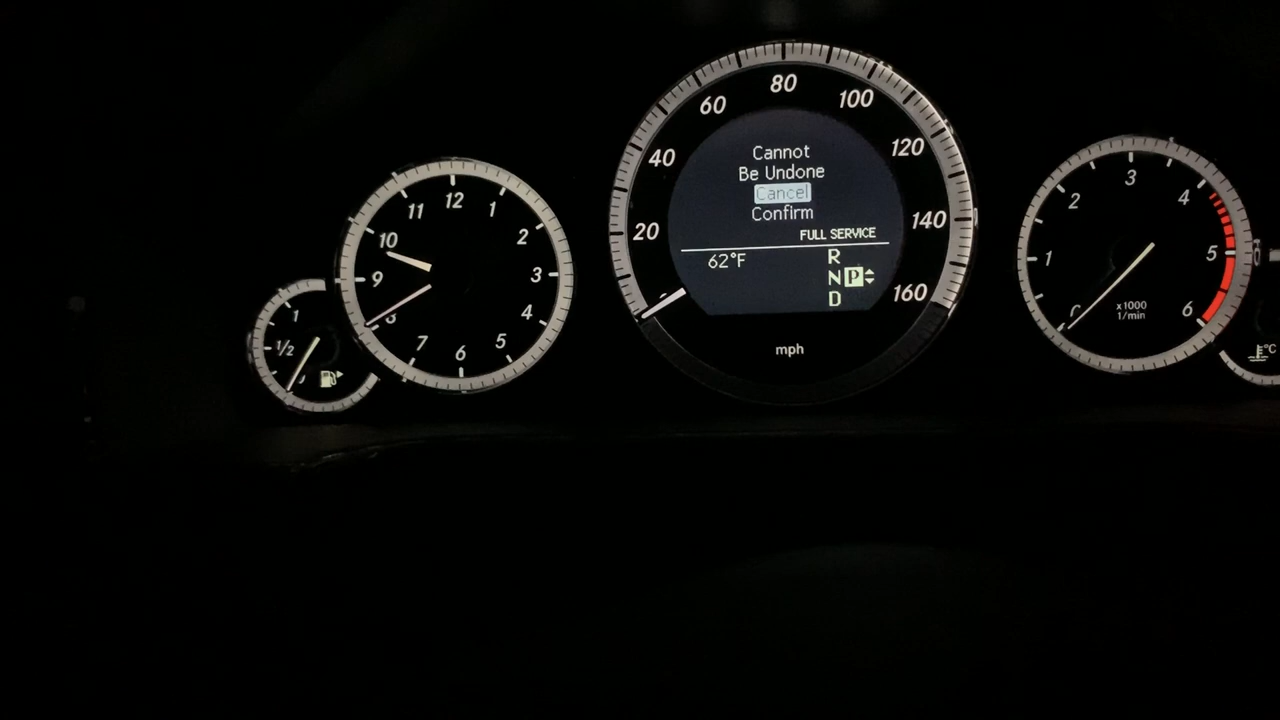 Cannot
Be Undone
Cancel
Confirm
FULL SERVICE
62°F
R
N P
D
20
40
60
80
100
120
140
160
mph
12
1
2
3
4
5
6
7
8
9
10
11
1
1/2
1
2
3
4
5
6
x1000
1/min
°C